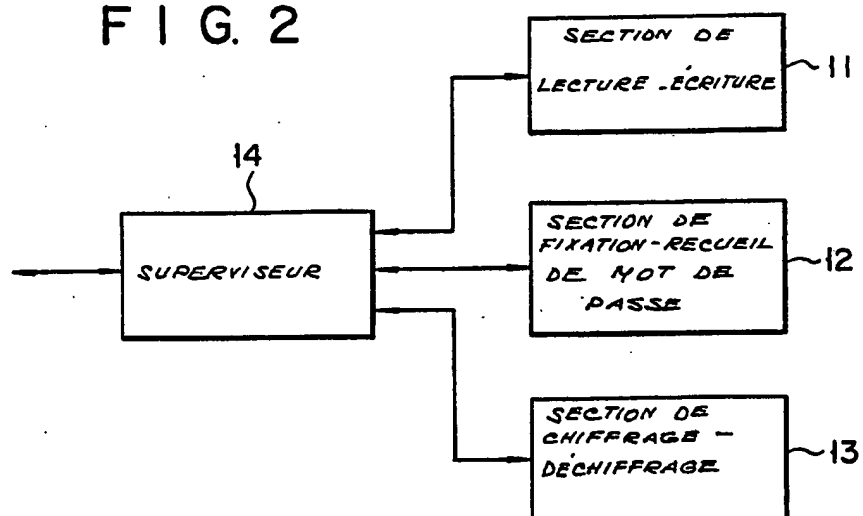 FIG. 2
SECTION DE
LECTURE-ÉCRITURE
11
14
SUPERVISEUR
SECTION DE
FIXATION-RECUEIL
DE MOT DE
PASSE
12
SECTION DE
CHIFFRAGE-
DÉCHIFFRAGE
13